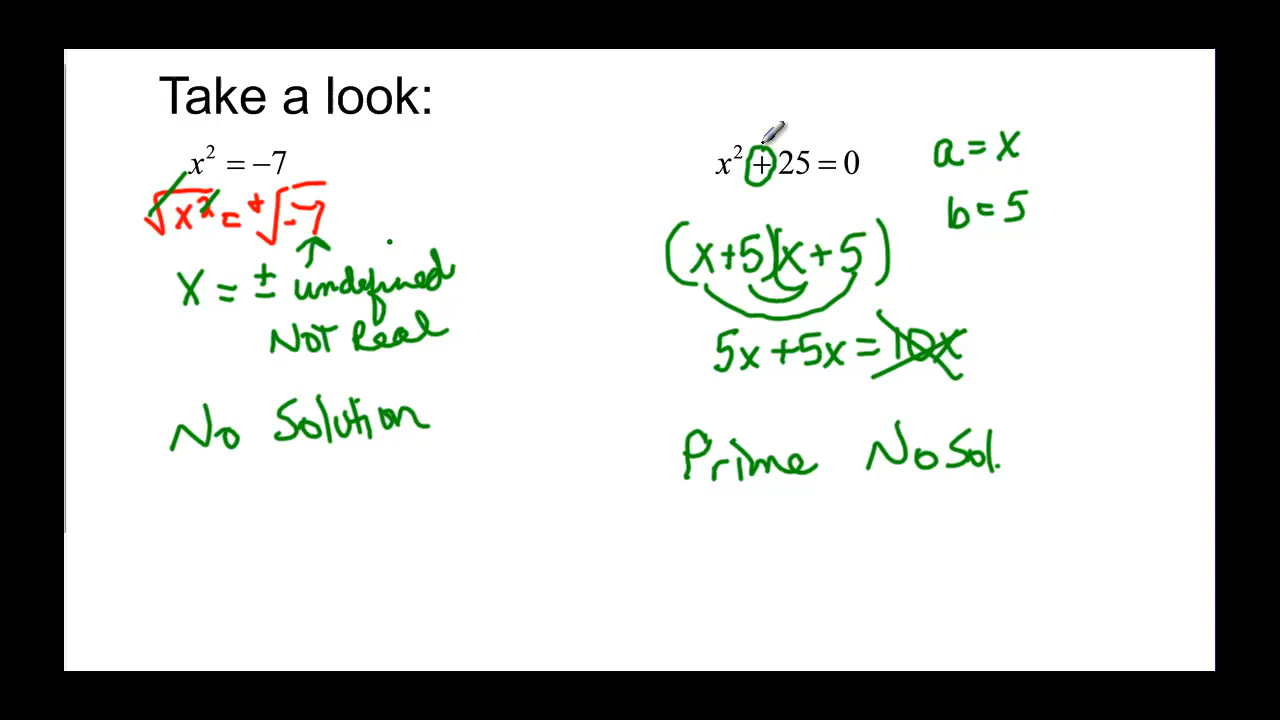 Take a look:
x² = −7
√x² = ±√-7
x = ± undefined
NOT Real
No Solution
x² + 25 = 0
a = x
b = 5
(x+5)(x+5)
5x +5x = 10x
Prime No Sol.